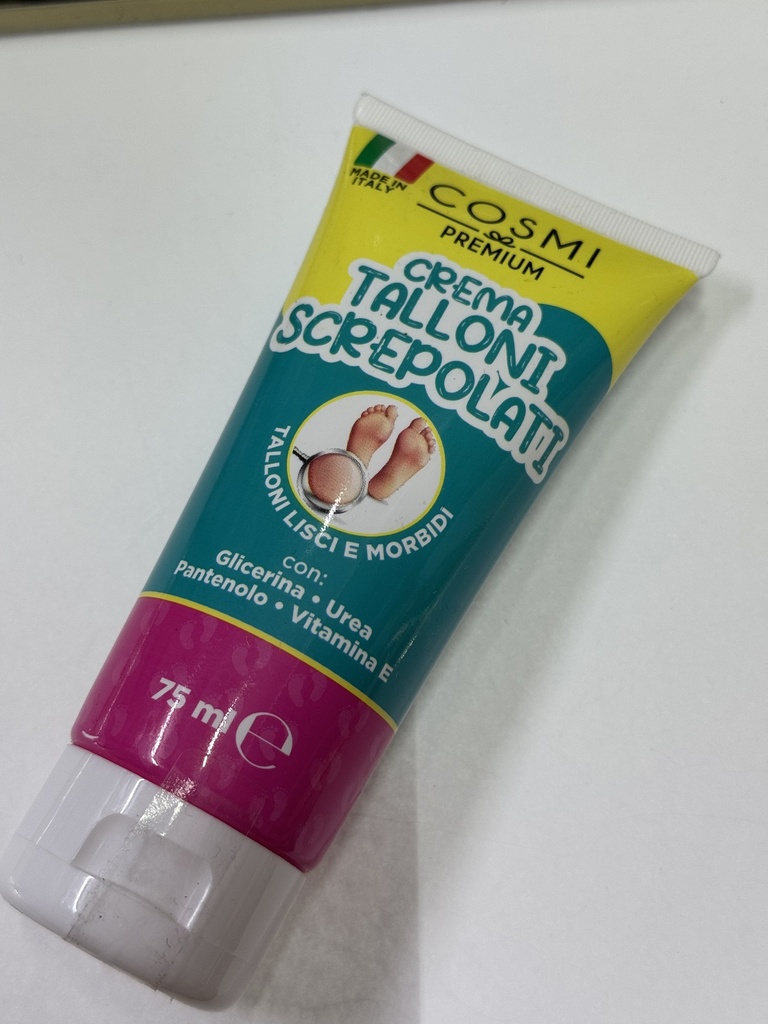 MADE IN
ITALY
COSMI
PREMIUM
CREMA
TALLONI
SCREPOLATI
TALLONI LISCI E MORBIDI
con:
Glicerina • Urea
Pantenolo • Vitamina E
75 ml ℮